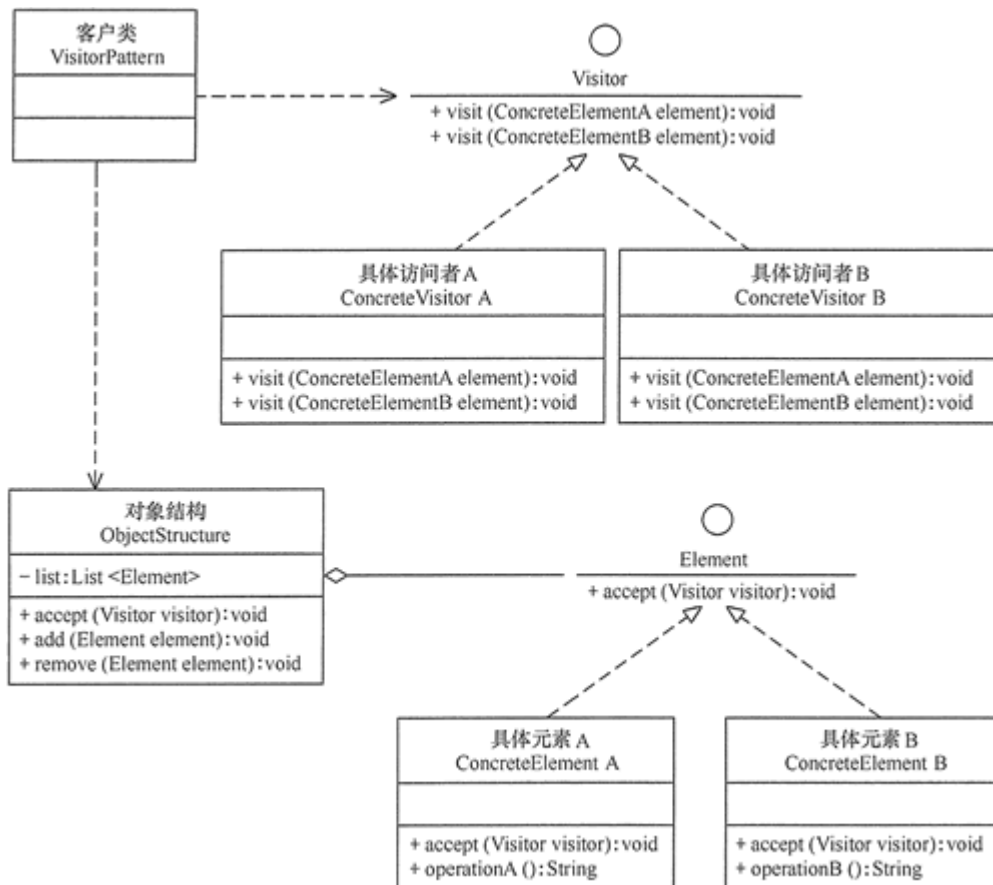 客户类
VisitorPattern
Visitor
+ visit (ConcreteElementA element):void
+ visit (ConcreteElementB element):void
具体访问者A
ConcreteVisitor A
+ visit (ConcreteElementA element):void
+ visit (ConcreteElementB element):void
具体访问者B
ConcreteVisitor B
+ visit (ConcreteElementA element):void
+ visit (ConcreteElementB element):void
对象结构
ObjectStructure
- list:List <Element>
+ accept (Visitor visitor):void
+ add (Element element):void
+ remove (Element element):void
Element
+ accept (Visitor visitor):void
具体元素A
ConcreteElement A
+ accept (Visitor visitor):void
+ operationA ():String
具体元素B
ConcreteElement B
+ accept (Visitor visitor):void
+ operationB ():String